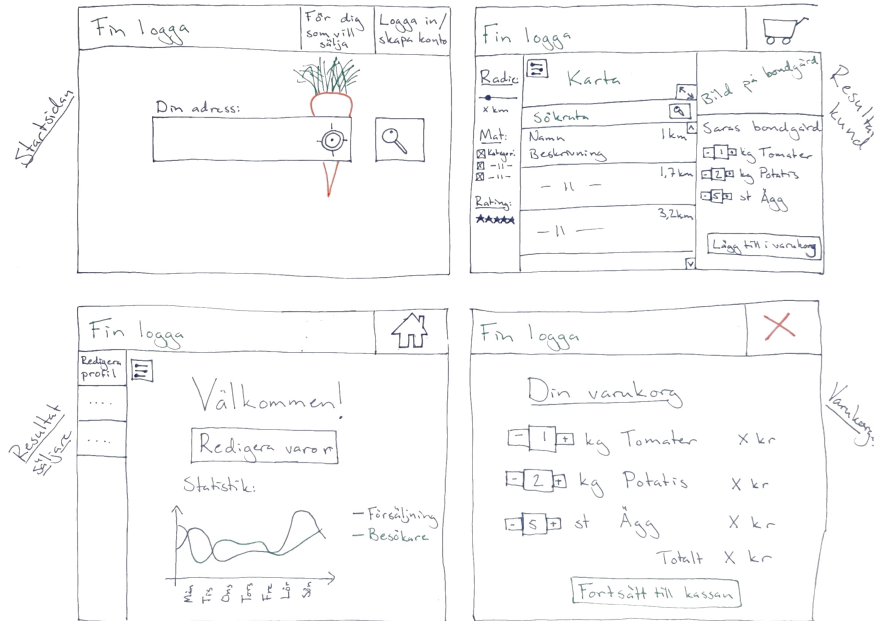 Startsidan
Fin logga
För dig
som vill
sälja
Logga in/
skapa konto
Din adress:
Resultat
kund
Fin logga
Radie:
x km
Mat:
Kategori
-11-
-11-
Rating:
Karta
Sökruta
Namn 1 km
Beskrivning
-11- 1,7km
-11- 3,2km
Bild på bondgård
Saras bondgård
- 1 + kg Tomater
- 2 + kg Potatis
- 5 + st Ägg
Lägg till i varukorg
Resultat
säljare
Fin logga
Redigera
profil
....
....
Välkommen!
Redigera varor
Statistik:
Försäljning
Besökare
Mån
Tis
Ons
Tors
Fre
Lör
Sön
Varukorg:
Fin logga
Din varukorg
- 1 + kg Tomater X kr
- 2 + kg Potatis X kr
- 5 + st Ägg X kr
Totalt X kr
Fortsätt till kassan